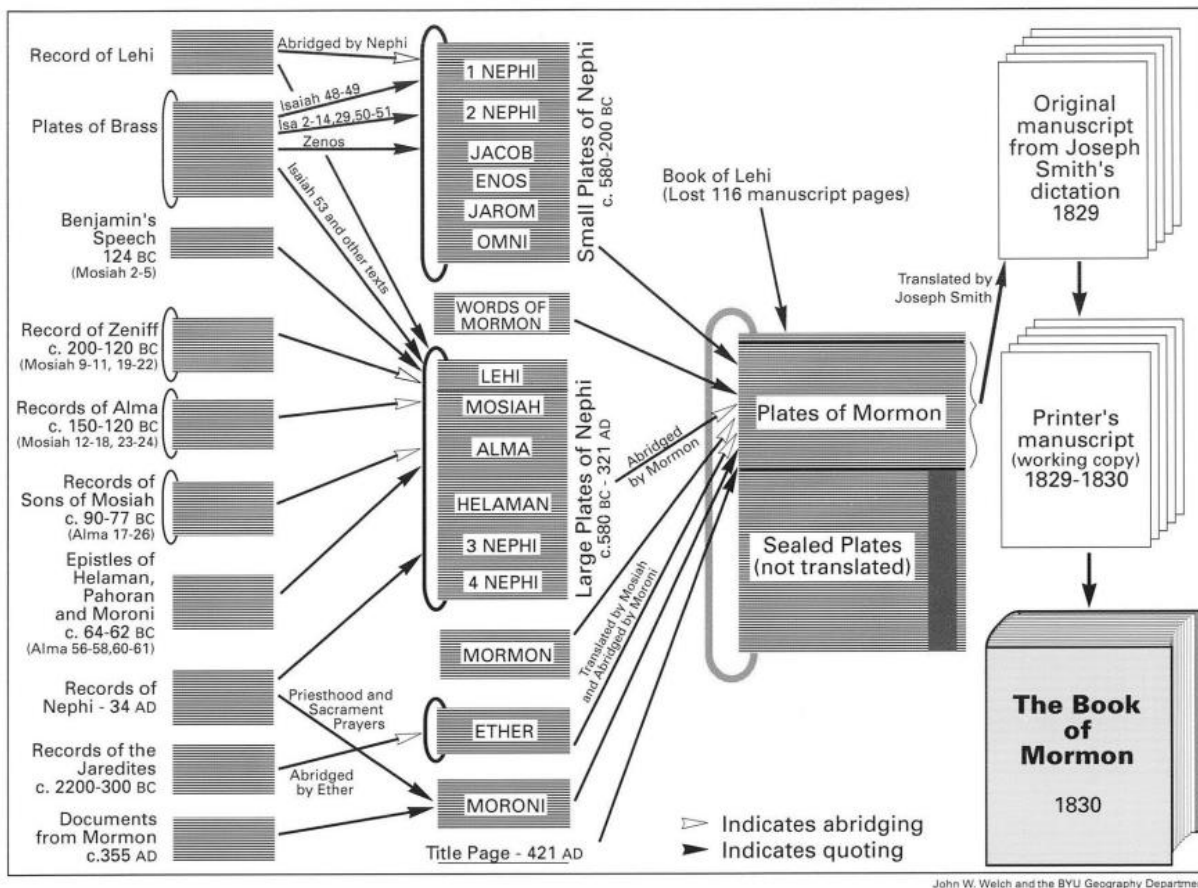 Record of Lehi
Plates of Brass
Benjamin's
Speech
124 BC
(Mosiah 2-5)
Record of Zeniff
c. 200-120 BC
(Mosiah 9-11, 19-22)
Records of Alma
c. 150-120 BC
(Mosiah 12-18, 23-24)
Records of
Sons of Mosiah
c. 90-77 BC
(Alma 17-26)
Epistles of
Helaman,
Pahoran
and Moroni
c. 64-62 BC
(Alma 56-58,60-61)
Records of
Nephi - 34 AD
Records of the
Jaredites
c. 2200-300 BC
Documents
from Mormon
c.355 AD
Abridged by Nephi
Isaiah 48-49
Isa 2-14,29,50-51
Zenos
Isaiah 53 and other texts
Priesthood and
Sacrament
Prayers
Abridged
by Ether
1 NEPHI
2 NEPHI
JACOB
ENOS
JAROM
OMNI
Small Plates of Nephi
c. 580-200 BC
WORDS OF
MORMON
LEHI
MOSIAH
ALMA
HELAMAN
3 NEPHI
4 NEPHI
Large Plates of Nephi
c.580 BC - 321 AD
MORMON
ETHER
MORONI
Title Page - 421 AD
Abridged
by Mormon
Translated by Mosiah
and Abridged by Moroni
Book of Lehi
(Lost 116 manuscript pages)
Plates of Mormon
Sealed Plates
(not translated)
Indicates abridging
Indicates quoting
Translated by
Joseph Smith
Original
manuscript
from Joseph
Smith's
dictation
1829
Printer's
manuscript
(working copy)
1829-1830
The Book
of
Mormon
1830
John W. Welch and the BYU Geography Departme